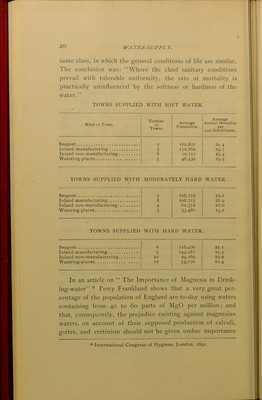 20 WATER-SUPPLY.
same class, in which the general conditions of life are similar.
The conclusion was: “Where the chief sanitary conditions
prevail with tolerable uniformity, the rate of mortality is
practically uninfluenced by the softness or hardness of the
water.”
TOWNS SUPPLIED WITH SOFT WATER.
Kind of Town. Number of Towns. Average Population. Average Annual Mortality per 1000 Inhabitants.
Seaport
Inland manufacturing
Inland non-manufacturing
Watering-places
TOWNS SUPPLIED WITH MODERATELY HARD WATER
Seaport
Inland manufacturing
Inland non-manufacturing
Watering-places
TOWNS SUPPLIED WITH HARD WATER.
Seaport
Inland manufacturing
Inland non-manufacturing
Watering-places
In an article on “ The Importance of Magnesia in Drink-
ing-water” * Percy Frankland shows that a very great per-
centage of the population of England are to-day using waters
containing from 40 to 60 parts of MgO per million; and
that, consequently, the prejudice existing against magnesian
waters, on account of their supposed production of calculi,
goitre, and cretinism should not be given undue importance
* International Congress of Hygiene, London, 1891.